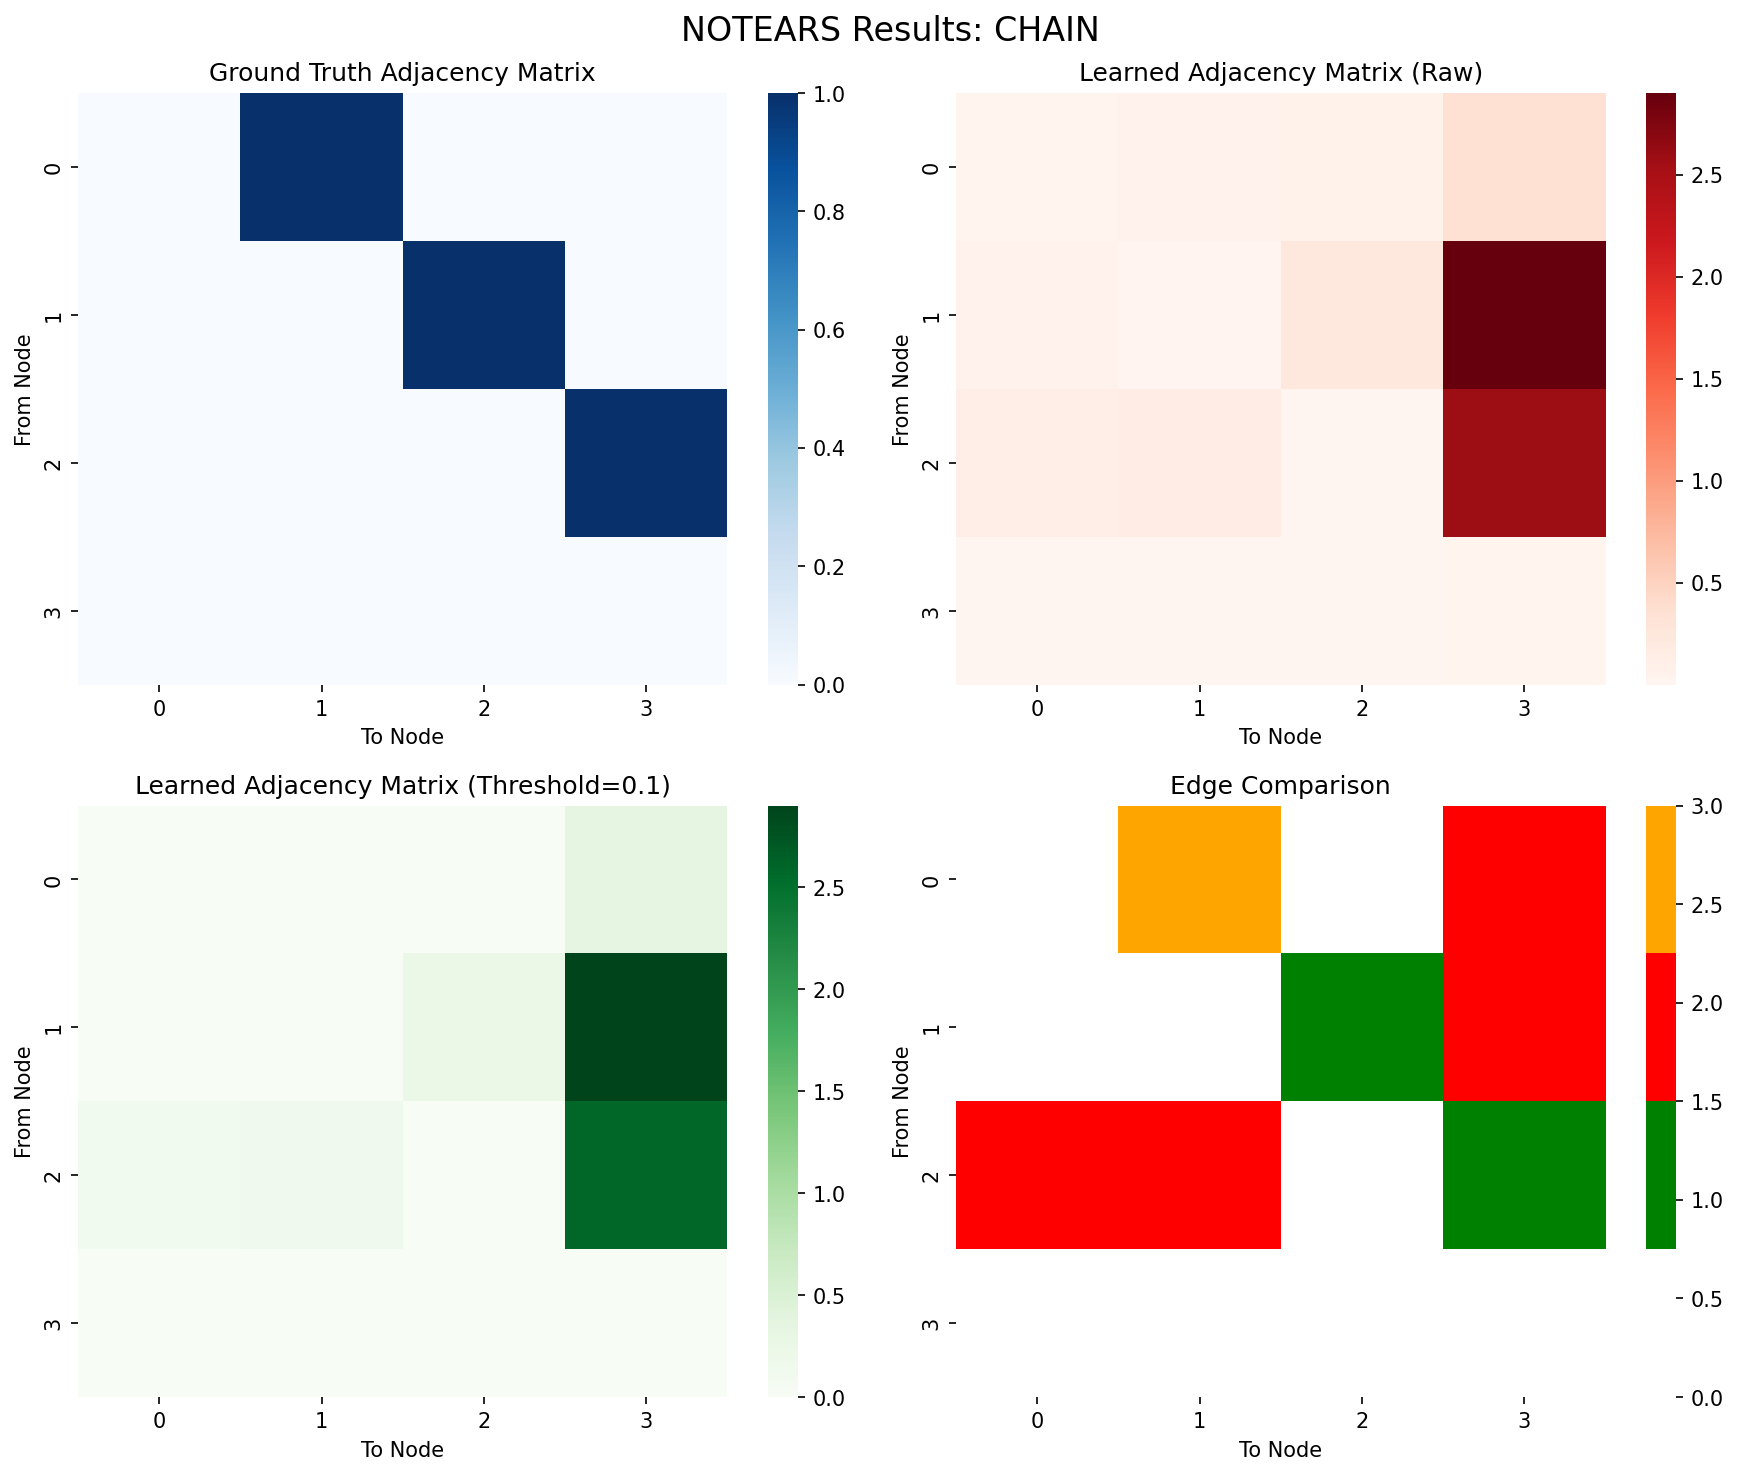 NOTEARS Results: CHAIN
Ground Truth Adjacency Matrix
From Node
0
1
2
3
0 1 2 3
To Node
1.0
0.8
0.6
0.4
0.2
0.0
Learned Adjacency Matrix (Raw)
From Node
0
1
2
3
0 1 2 3
To Node
2.5
2.0
1.5
1.0
0.5
Learned Adjacency Matrix (Threshold=0.1)
From Node
0
1
2
3
0 1 2 3
To Node
2.5
2.0
1.5
1.0
0.5
0.0
Edge Comparison
From Node
0
1
2
3
0 1 2 3
To Node
3.0
2.5
2.0
1.5
1.0
0.5
0.0